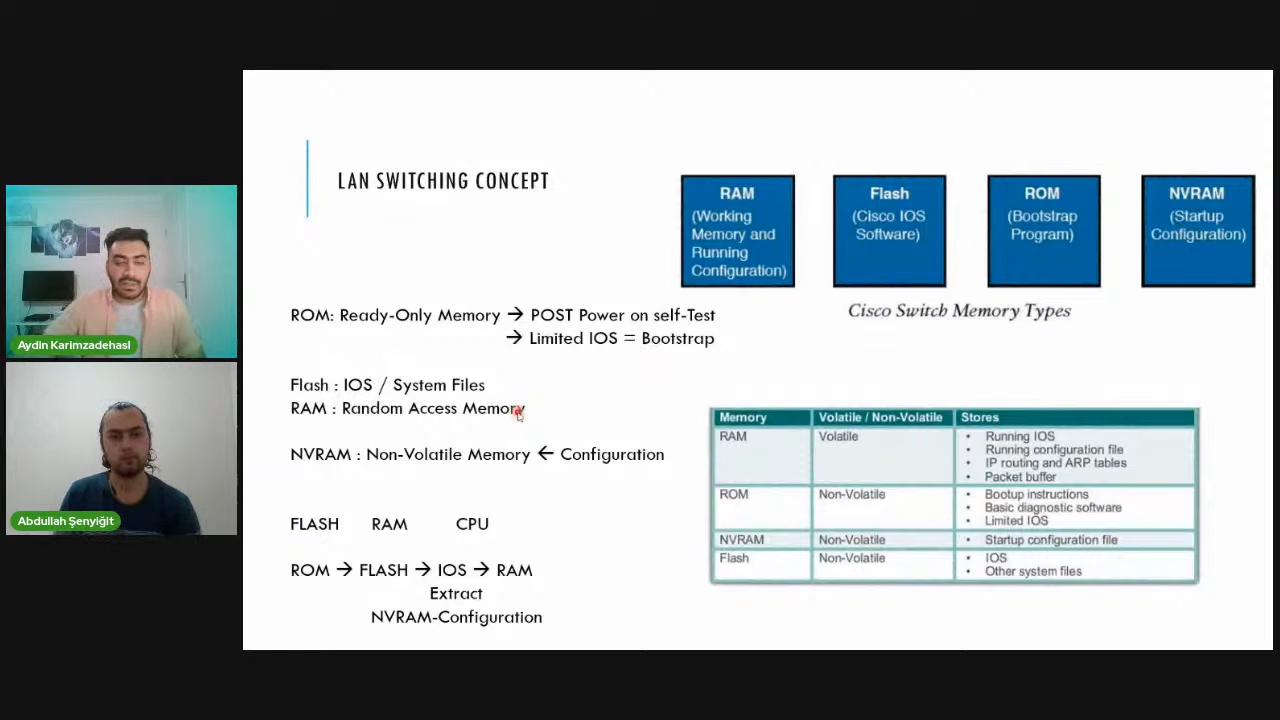 LAN SWITCHING CONCEPT
RAM
(Working
Memory and
Running
Configuration)
Flash
(Cisco IOS
Software)
ROM
(Bootstrap
Program)
NVRAM
(Startup
Configuration)
Cisco Switch Memory Types
ROM: Ready-Only Memory → POST Power on self-Test
→ Limited IOS = Bootstrap
Flash : IOS / System Files
RAM : Random Access Memory
NVRAM : Non-Volatile Memory ← Configuration
FLASH RAM CPU
ROM → FLASH → IOS → RAM
Extract
NVRAM-Configuration
Memory Volatile / Non-Volatile Stores
RAM Volatile • Running IOS
• Running configuration file
• IP routing and ARP tables
• Packet buffer
ROM Non-Volatile • Bootup instructions
• Basic diagnostic software
• Limited IOS
NVRAM Non-Volatile • Startup configuration file
Flash Non-Volatile • IOS
• Other system files
Aydin Karimzadehasl
Abdullah Şenyiğit